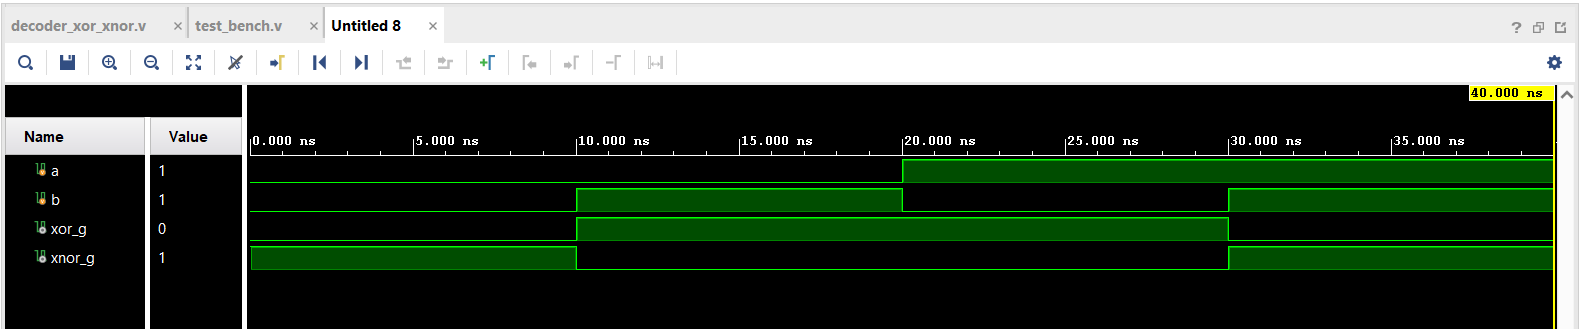 decoder_xor_xnor.v × test_bench.v × Untitled 8 ×
?
40.000 ns
Name Value
0.000 ns 5.000 ns 10.000 ns 15.000 ns 20.000 ns 25.000 ns 30.000 ns 35.000 ns
a 1
b 1
xor_g 0
xnor_g 1